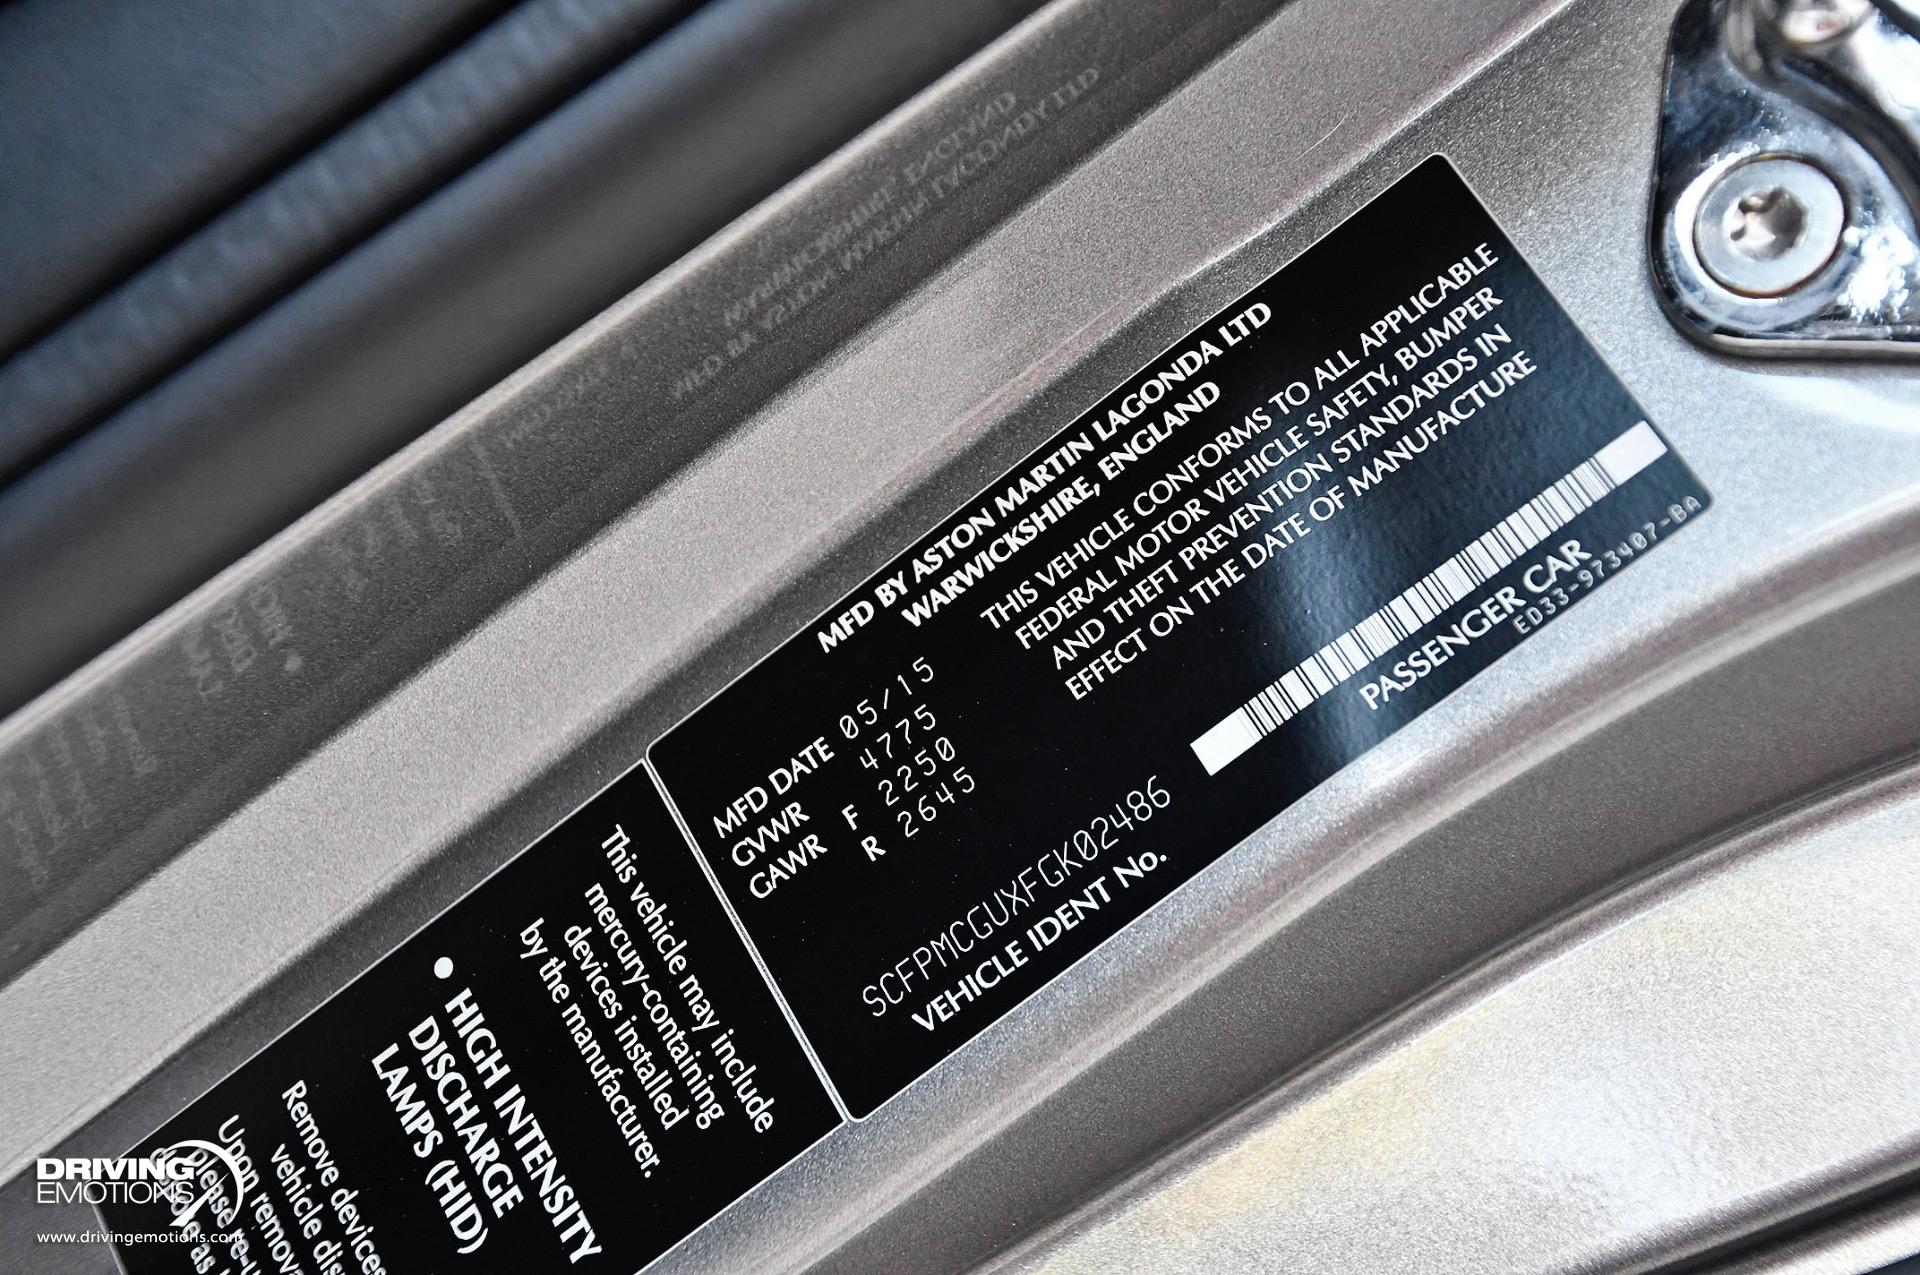 MFD BY ASTON MARTIN LAGONDA LTD
WARWICKSHIRE, ENGLAND
MFD DATE 05/15
GVWR 4775
GAWR F 2250
R 2645
THIS VEHICLE CONFORMS TO ALL APPLICABLE
FEDERAL MOTOR VEHICLE SAFETY, BUMPER
AND THEFT PREVENTION STANDARDS IN
EFFECT ON THE DATE OF MANUFACTURE
SCFPMCGUXFGK02486
VEHICLE IDENT No.
PASSENGER CAR
ED33-973407-BA
This vehicle may include
mercury-containing
devices installed
by the manufacturer.
• HIGH INTENSITY
DISCHARGE
LAMPS (HID)
Remove devices
vehicle
Upon
DRIVING
EMOTIONS
www.drivingemotions.com